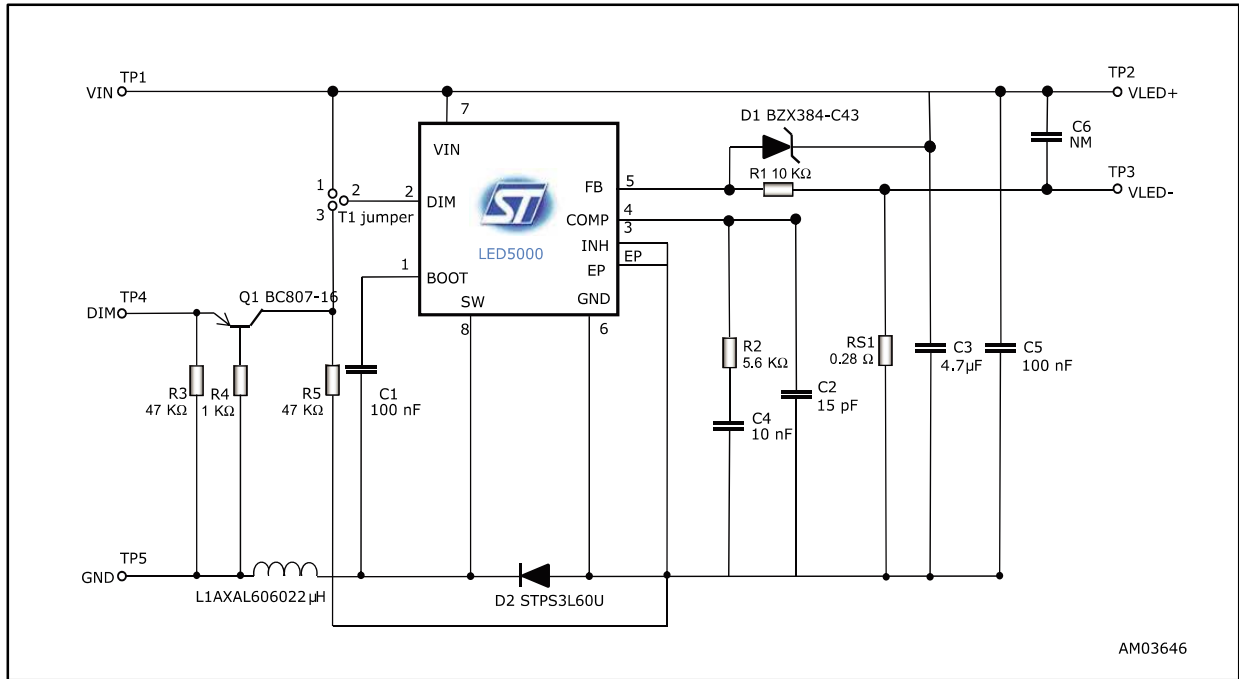 TP1
VIN
TP2
VLED+
7
D1 BZX384-C43
C6
NM
VIN
R1 10 KΩ
TP3
VLED-
1
2
3
T1 jumper
2
DIM
FB
5
COMP
4
3
INH
EP
EP
ST
LED5000
1
BOOT
SW
GND
8
6
TP4
DIM
Q1 BC807-16
R3
47 KΩ
R4
1 KΩ
R5
47 KΩ
C1
100 nF
R2
5.6 KΩ
C4
10 nF
C2
15 pF
RS1
0.28 Ω
C3
4.7µF
C5
100 nF
TP5
GND
L1AXAL606022µH
D2 STPS3L60U
AM03646